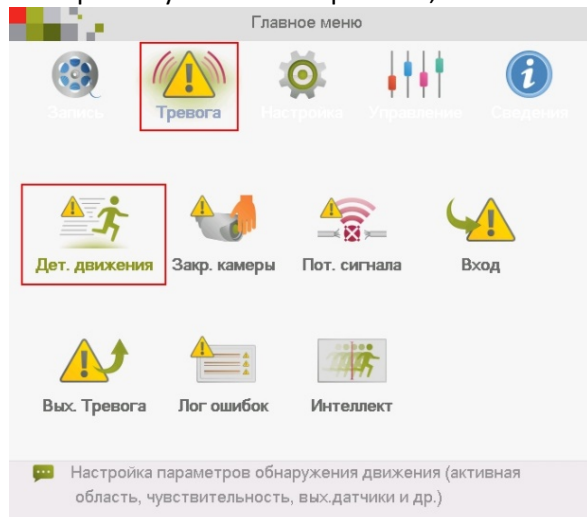 Главное меню
Запись
Тревога
Настройка
Управление
Сведения
Дет. движения
Закр. камеры
Пот. сигнала
Вход
Вых. Тревога
Лог ошибок
Интеллект
Настройка параметров обнаружения движения (активная
область, чувствительность, вых.датчики и др.)